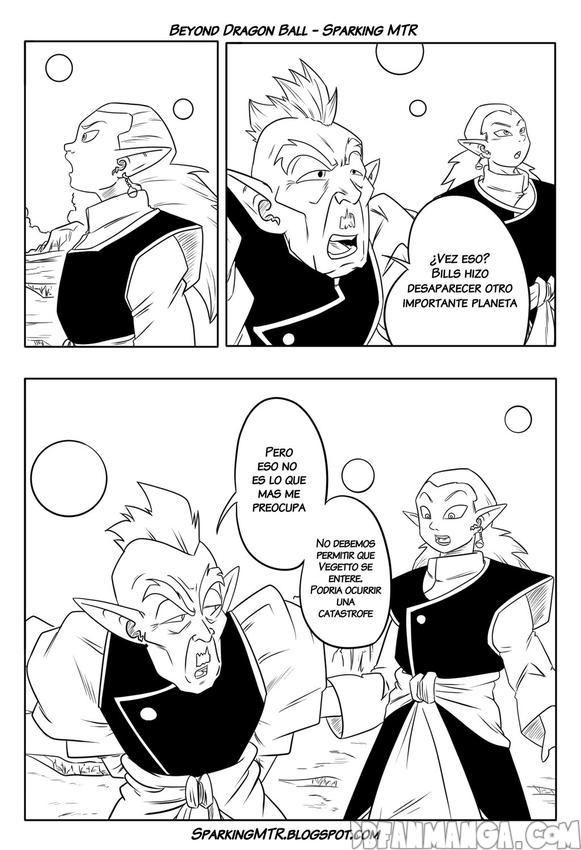 Beyond Dragon Ball - Sparking MTR
¿Vez eso?
Bills hizo
desaparecer otro
importante planeta
Pero
eso no
es lo que
mas me
preocupa
No debemos
permitir que
Vegetto se
entere.
Podria ocurrir
una
catastrofe
SparkingMTR.blogspot.com
DBFANMANGA.COM